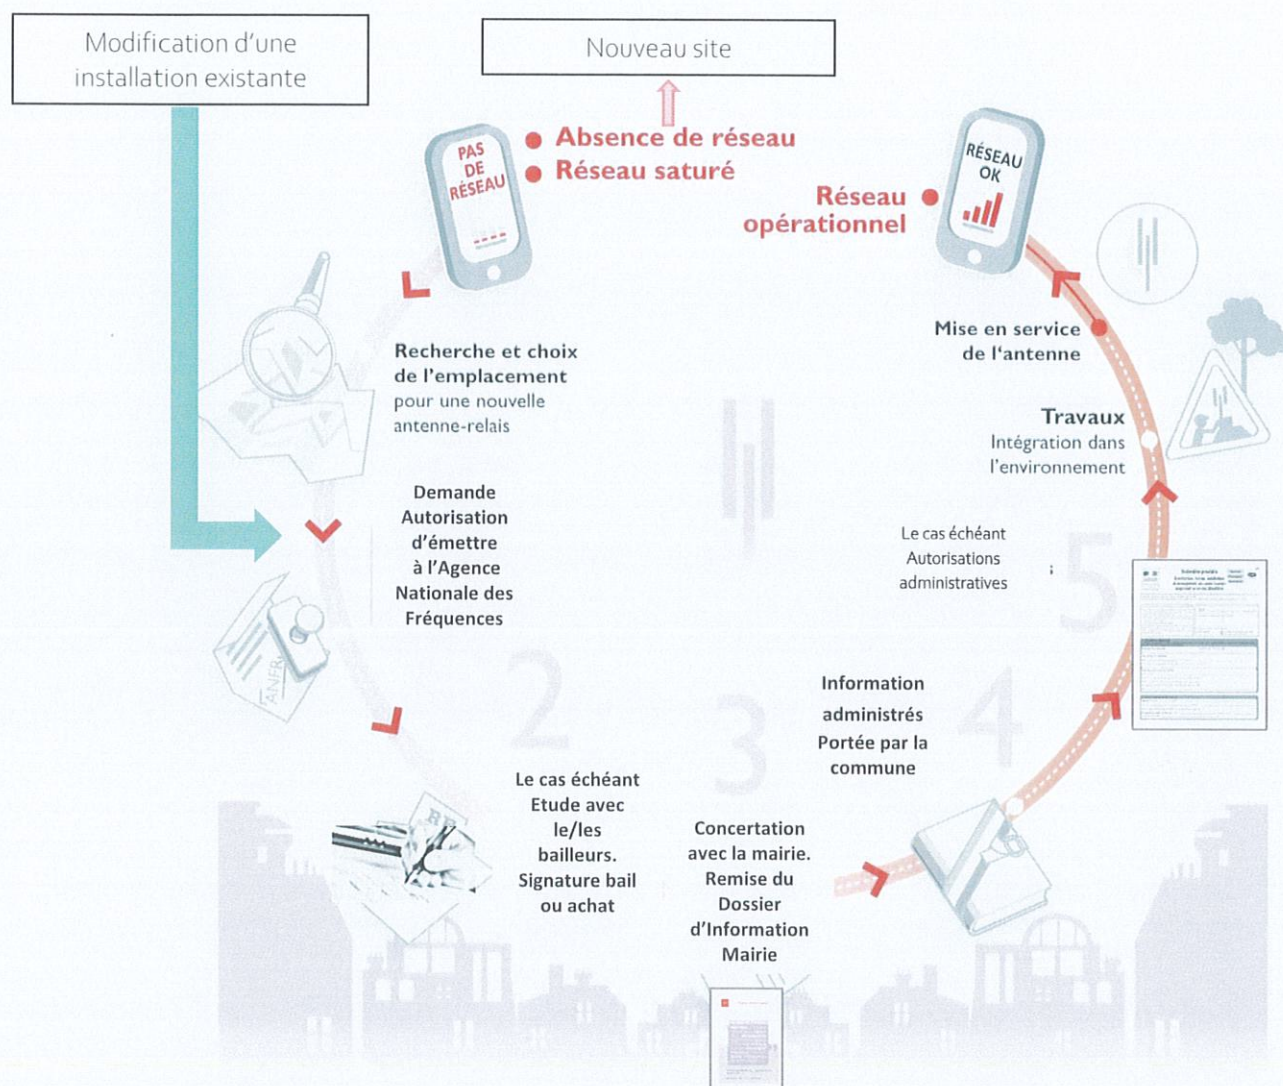 Modification d'une
installation existante
Nouveau site
PAS
DE
RÉSEAU
Absence de réseau
Réseau saturé
RÉSEAU
OK
Réseau
opérationnel
Recherche et choix
de l'emplacement
pour une nouvelle
antenne-relais
Mise en service
de l'antenne
Travaux
Intégration dans
l'environnement
Demande
Autorisation
d'émettre
à l'Agence
Nationale des
Fréquences
ANFR
Le cas échéant
Autorisations
administratives
;
5
2
3
4
Information
administrés
Portée par la
commune
Le cas échéant
Etude avec
le/les
bailleurs.
Signature bail
ou achat
Concertation
avec la mairie.
Remise du
Dossier
d'Information
Mairie